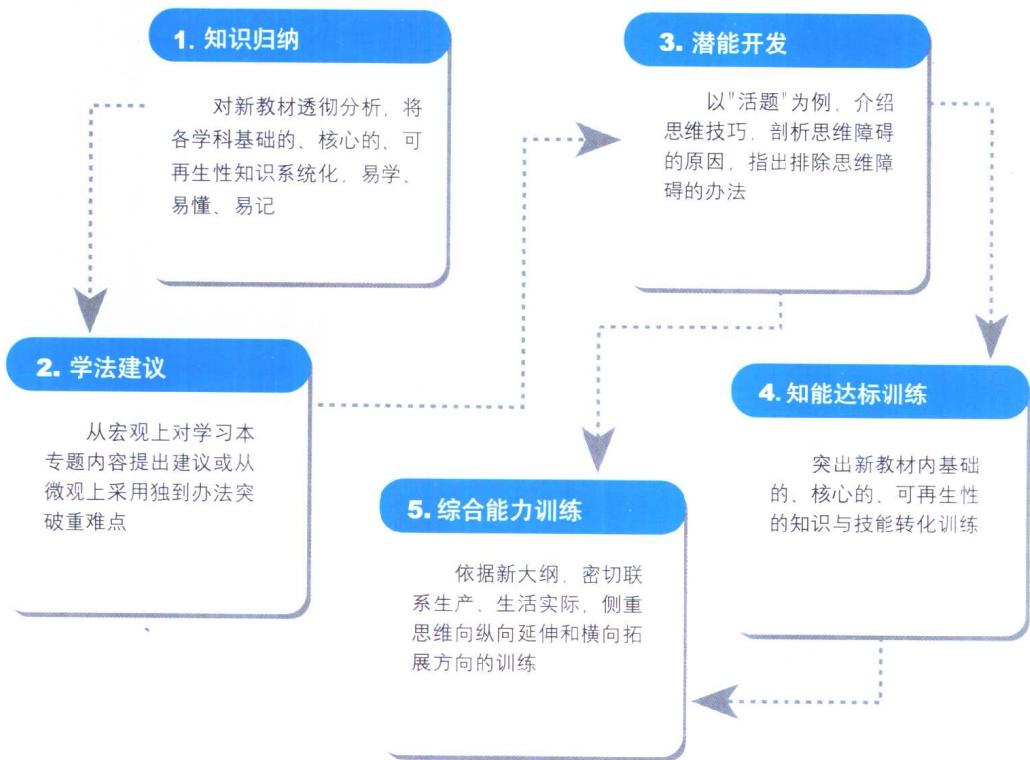 1. 知识归纳
对新教材透彻分析，将
各学科基础的、核心的、可
再生性知识系统化，易学、
易懂、易记
2. 学法建议
从宏观上对学习本
专题内容提出建议或从
微观上采用独到办法突
破重难点
3. 潜能开发
以"活题"为例，介绍
思维技巧，剖析思维障碍
的原因，指出排除思维障
碍的办法
4. 知能达标训练
突出新教材内基础
的、核心的、可再生性
的知识与技能转化训练
5. 综合能力训练
依据新大纲，密切联
系生产、生活实际，侧重
思维向纵向延伸和横向拓
展方向的训练